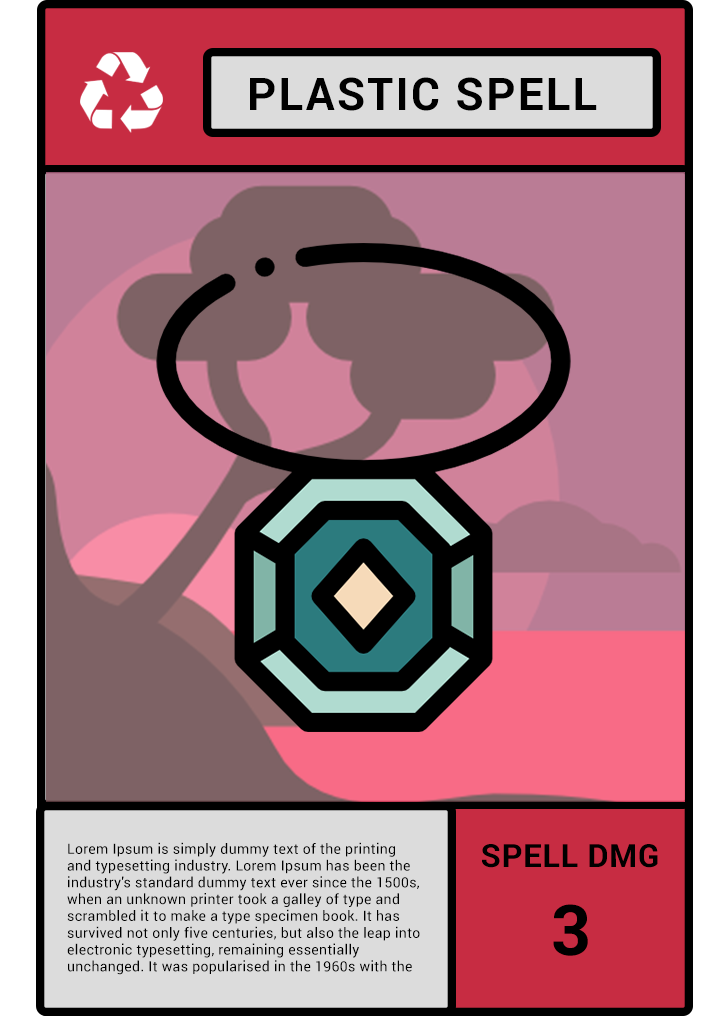 PLASTIC SPELL
Lorem Ipsum is simply dummy text of the printing
and typesetting industry. Lorem Ipsum has been the
industry's standard dummy text ever since the 1500s,
when an unknown printer took a galley of type and
scrambled it to make a type specimen book. It has
survived not only five centuries, but also the leap into
electronic typesetting, remaining essentially
unchanged. It was popularised in the 1960s with the
SPELL DMG
3